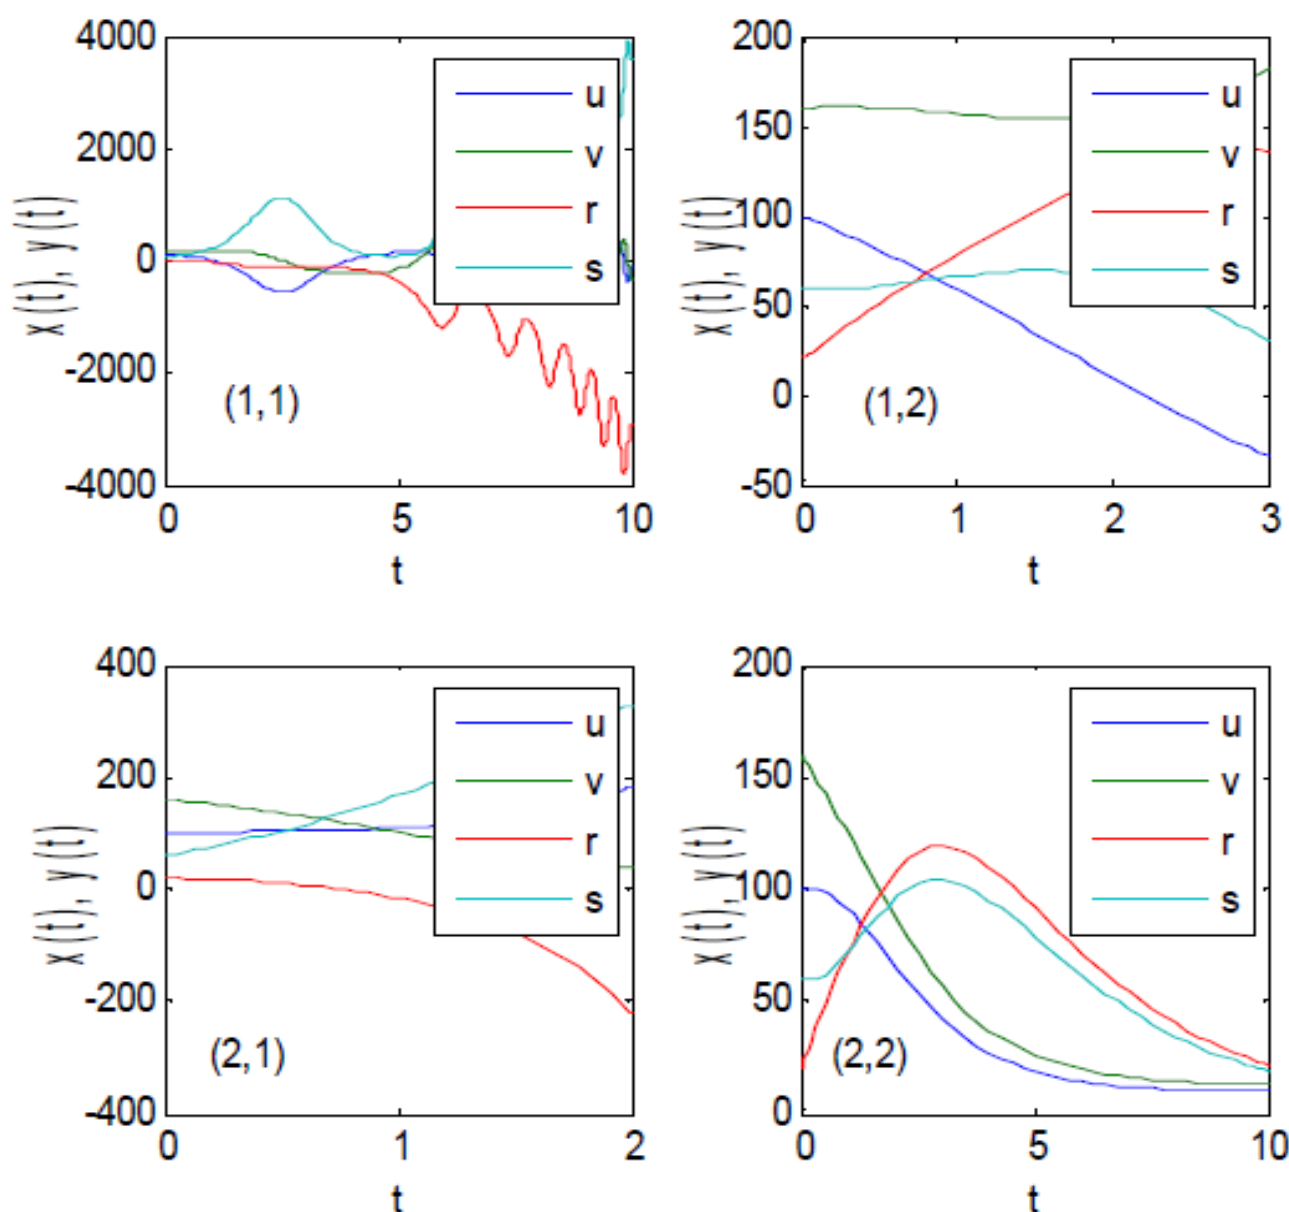 4000
2000
0
-2000
-4000
x(t), y(t)
u
v
r
s
(1,1)
0 5 10
t
200
150
100
50
0
-50
x(t), y(t)
u
v
r
s
(1,2)
0 1 2 3
t
400
200
0
-200
-400
x(t), y(t)
u
v
r
s
(2,1)
0 1 2
t
200
150
100
50
0
x(t), y(t)
u
v
r
s
(2,2)
0 5 10
t